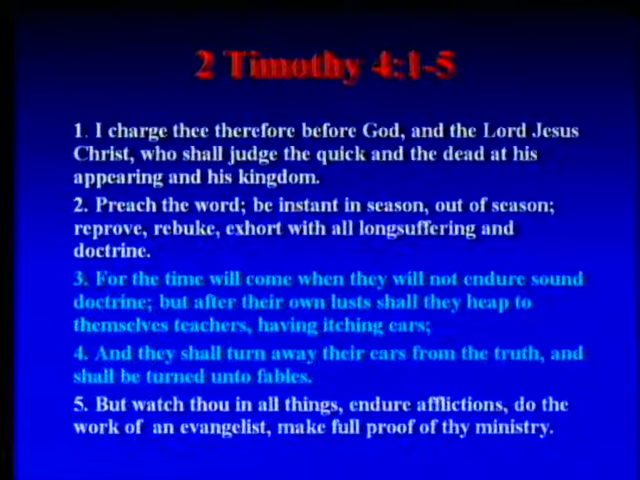 2 Timothy 4:1-5
1. I charge thee therefore before God, and the Lord Jesus
Christ, who shall judge the quick and the dead at his
appearing and his kingdom.
2. Preach the word; be instant in season, out of season;
reprove, rebuke, exhort with all longsuffering and
doctrine.
3. For the time will come when they will not endure sound
doctrine; but after their own lusts shall they heap to
themselves teachers, having itching ears;
4. And they shall turn away their ears from the truth, and
shall be turned unto fables.
5. But watch thou in all things, endure afflictions, do the
work of an evangelist, make full proof of thy ministry.